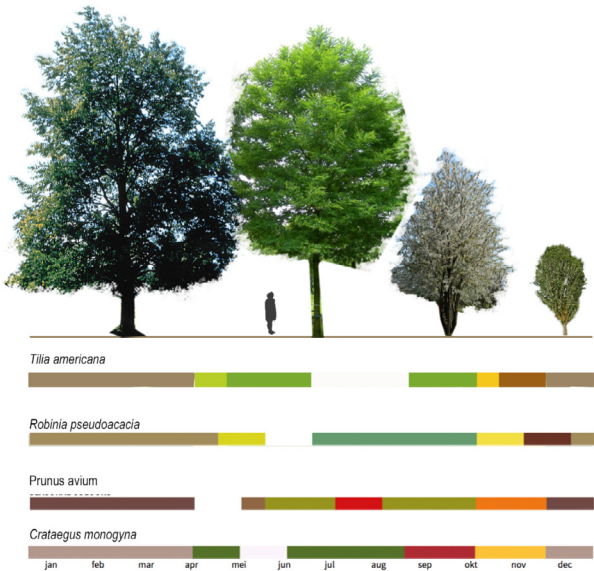 Tilia americana
Robinia pseudoacacia
Prunus avium
Crataegus monogyna
jan feb mar apr mei jun jul aug sep okt nov dec